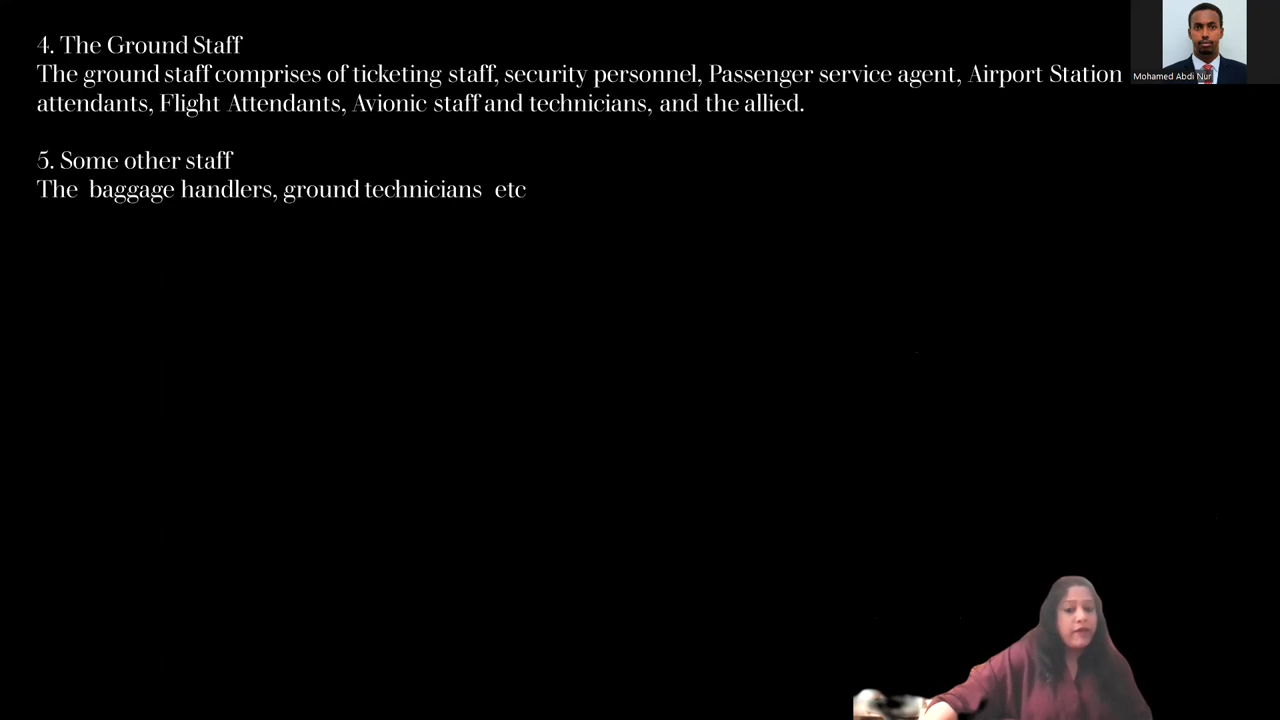 4. The Ground Staff
The ground staff comprises of ticketing staff, security personnel, Passenger service agent, Airport Station
attendants, Flight Attendants, Avionic staff and technicians, and the allied.
5. Some other staff
The baggage handlers, ground technicians etc
Mohamed Abdi Nur